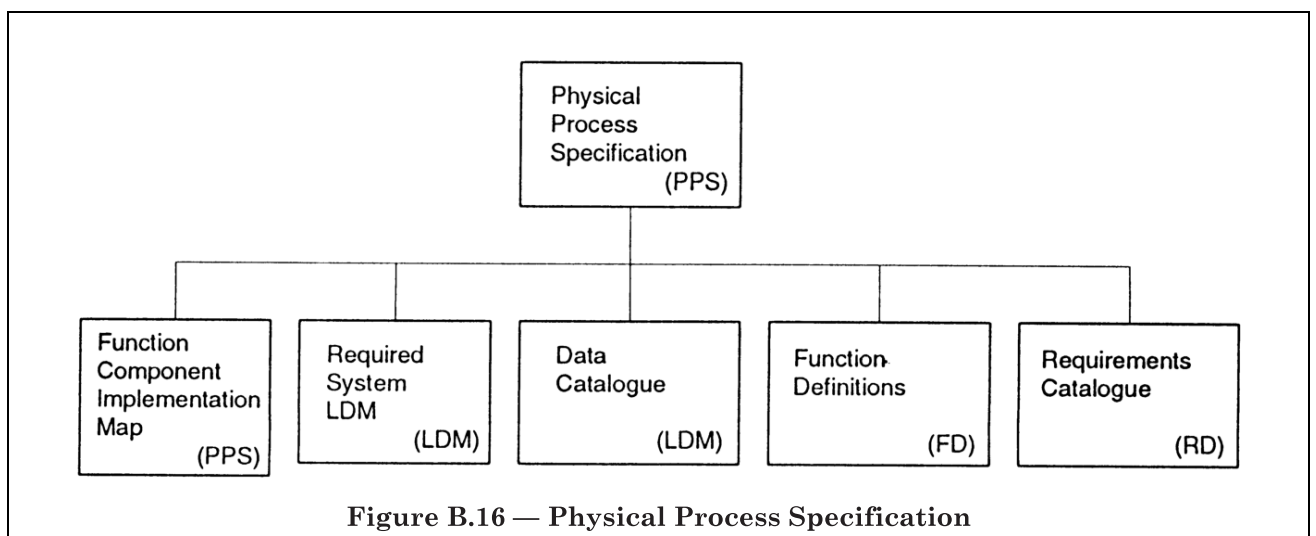 Physical
Process
Specification
(PPS)
Function
Component
Implementation
Map
(PPS)
Required
System
LDM
(LDM)
Data
Catalogue
(LDM)
Function
Definitions
(FD)
Requirements
Catalogue
(RD)
Figure B.16 — Physical Process Specification